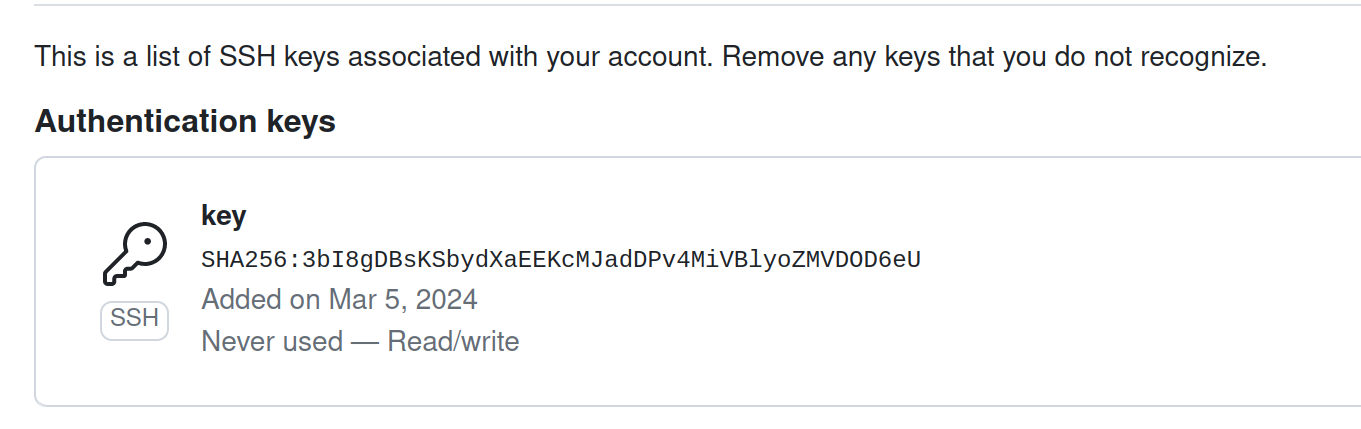 This is a list of SSH keys associated with your account. Remove any keys that you do not recognize.
Authentication keys
key
SHA256:3bI8gDBsKSbydXaEEKcMJadDPv4MiVBlyoZMVDOD6eU
Added on Mar 5, 2024
SSH
Never used — Read/write